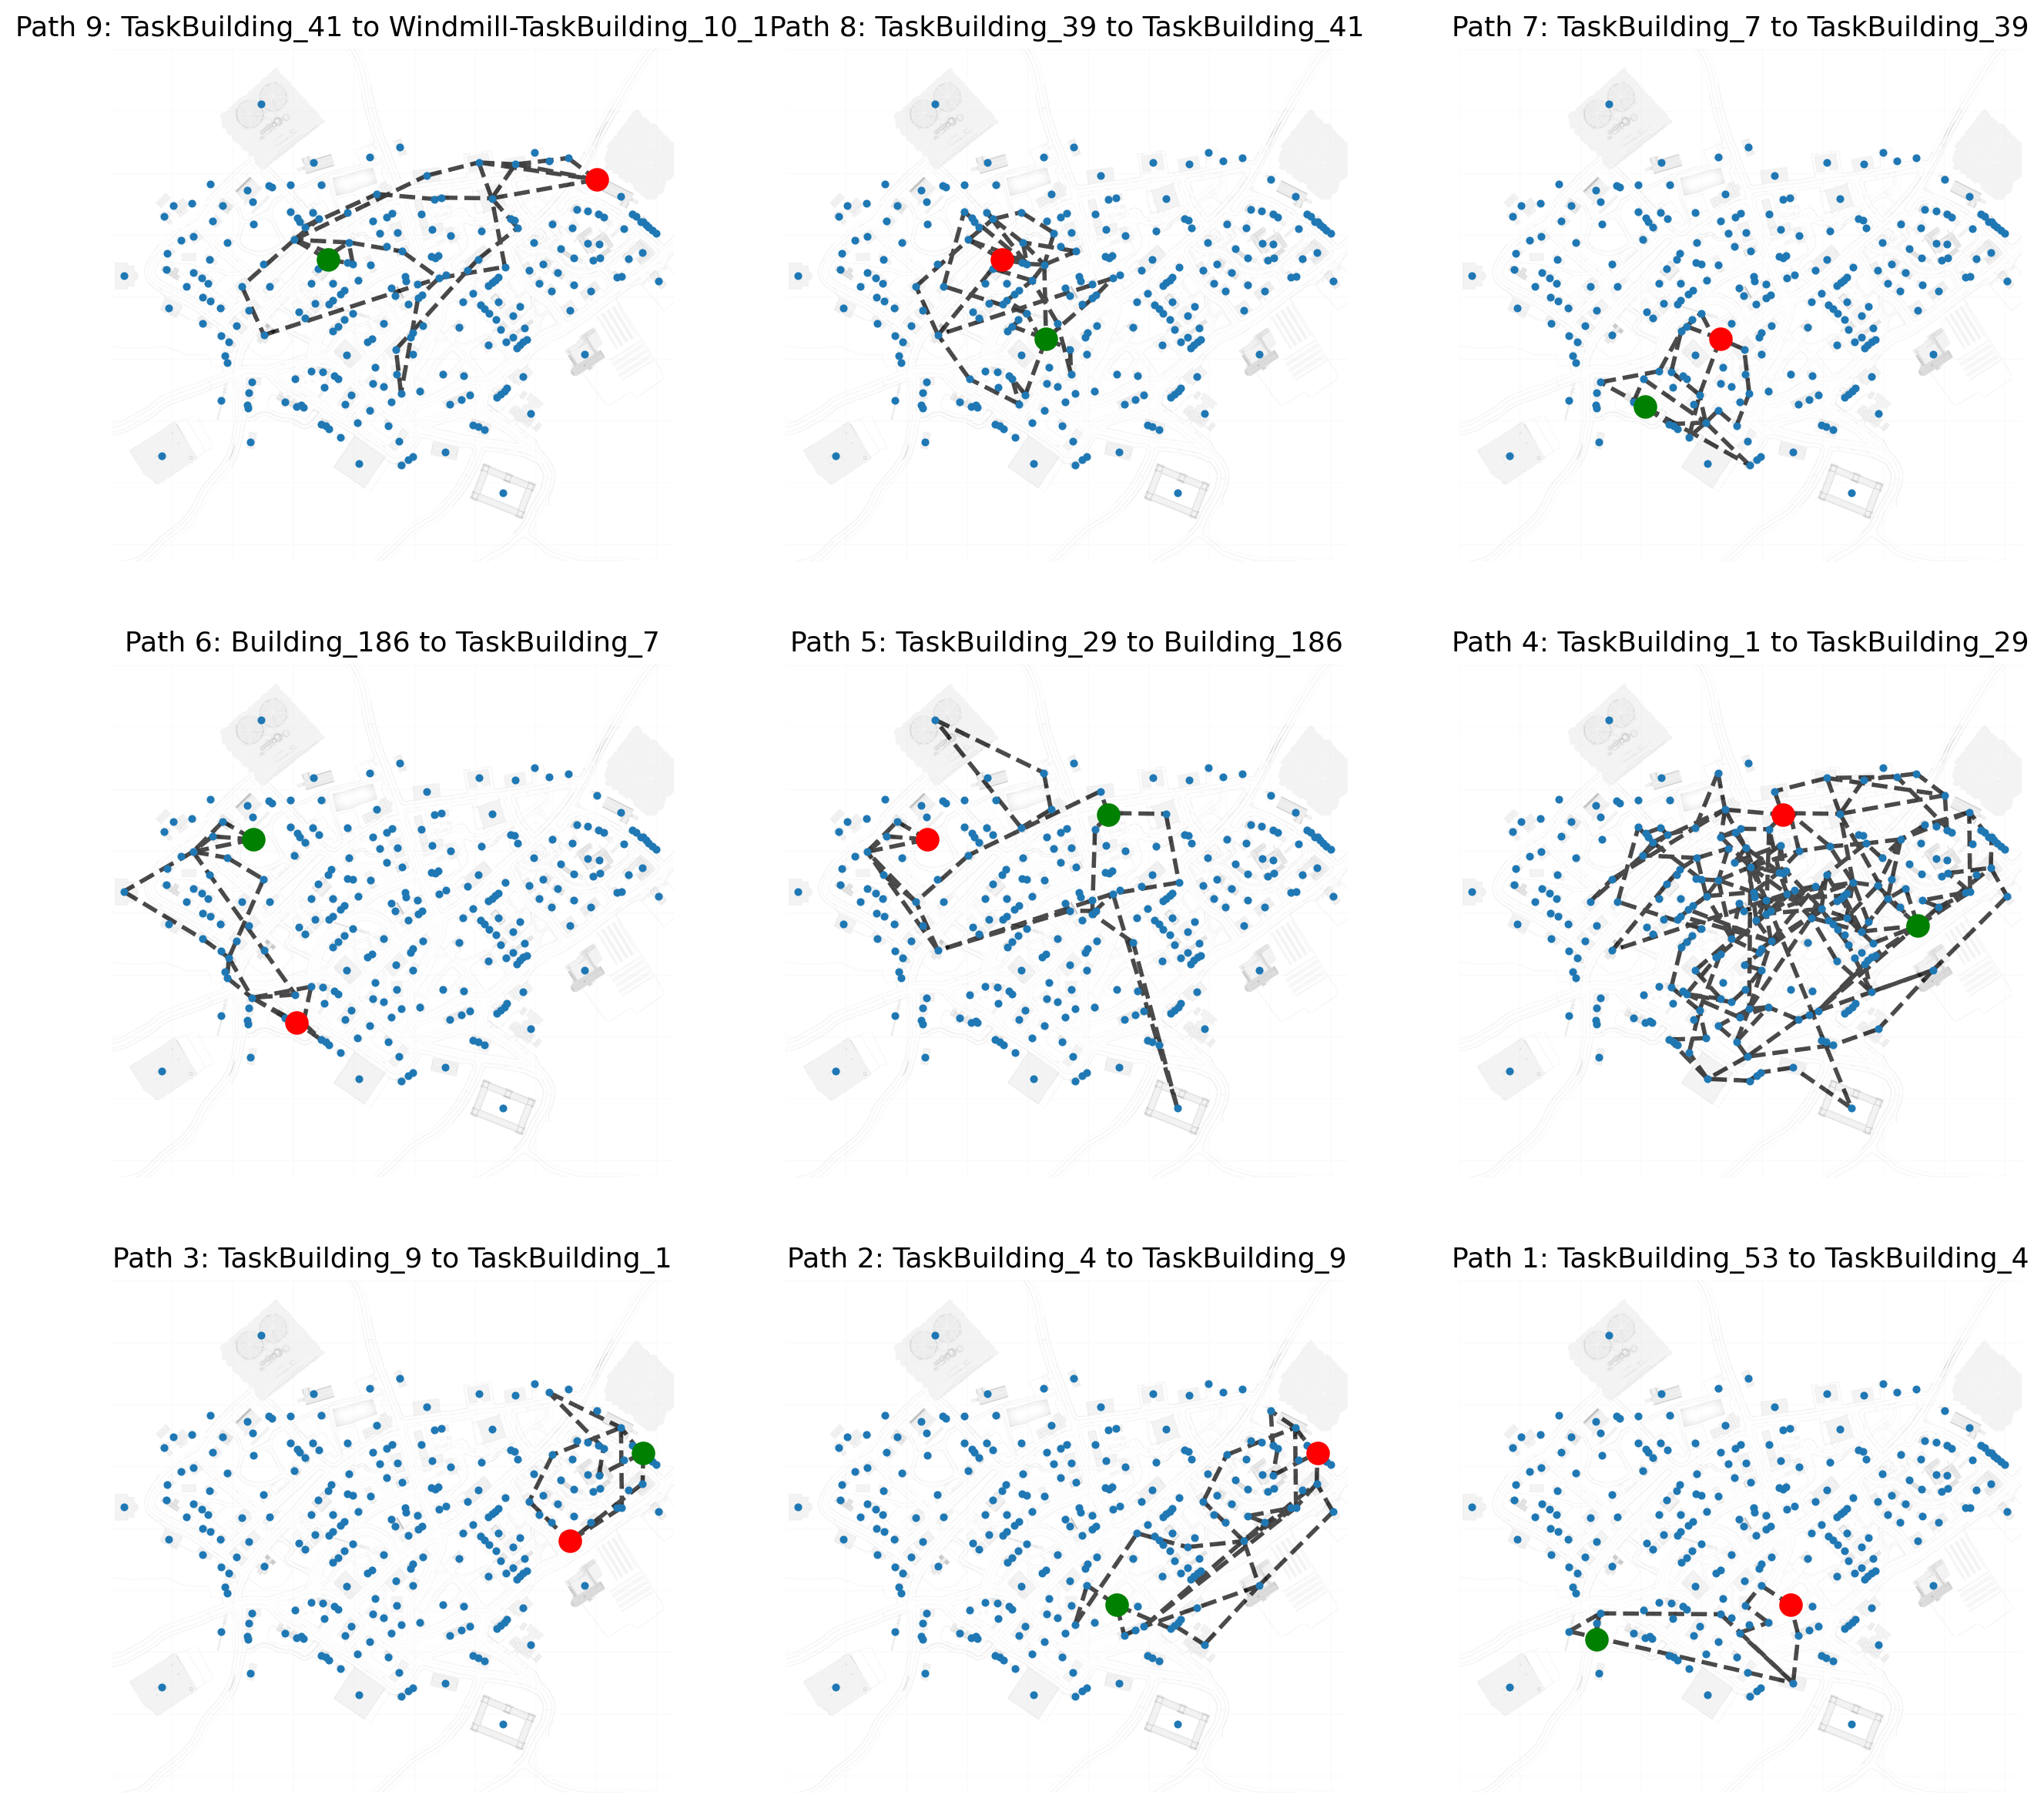 Path 9: TaskBuilding_41 to Windmill-TaskBuilding_10_1
Path 8: TaskBuilding_39 to TaskBuilding_41
Path 7: TaskBuilding_7 to TaskBuilding_39
Path 6: Building_186 to TaskBuilding_7
Path 5: TaskBuilding_29 to Building_186
Path 4: TaskBuilding_1 to TaskBuilding_29
Path 3: TaskBuilding_9 to TaskBuilding_1
Path 2: TaskBuilding_4 to TaskBuilding_9
Path 1: TaskBuilding_53 to TaskBuilding_4